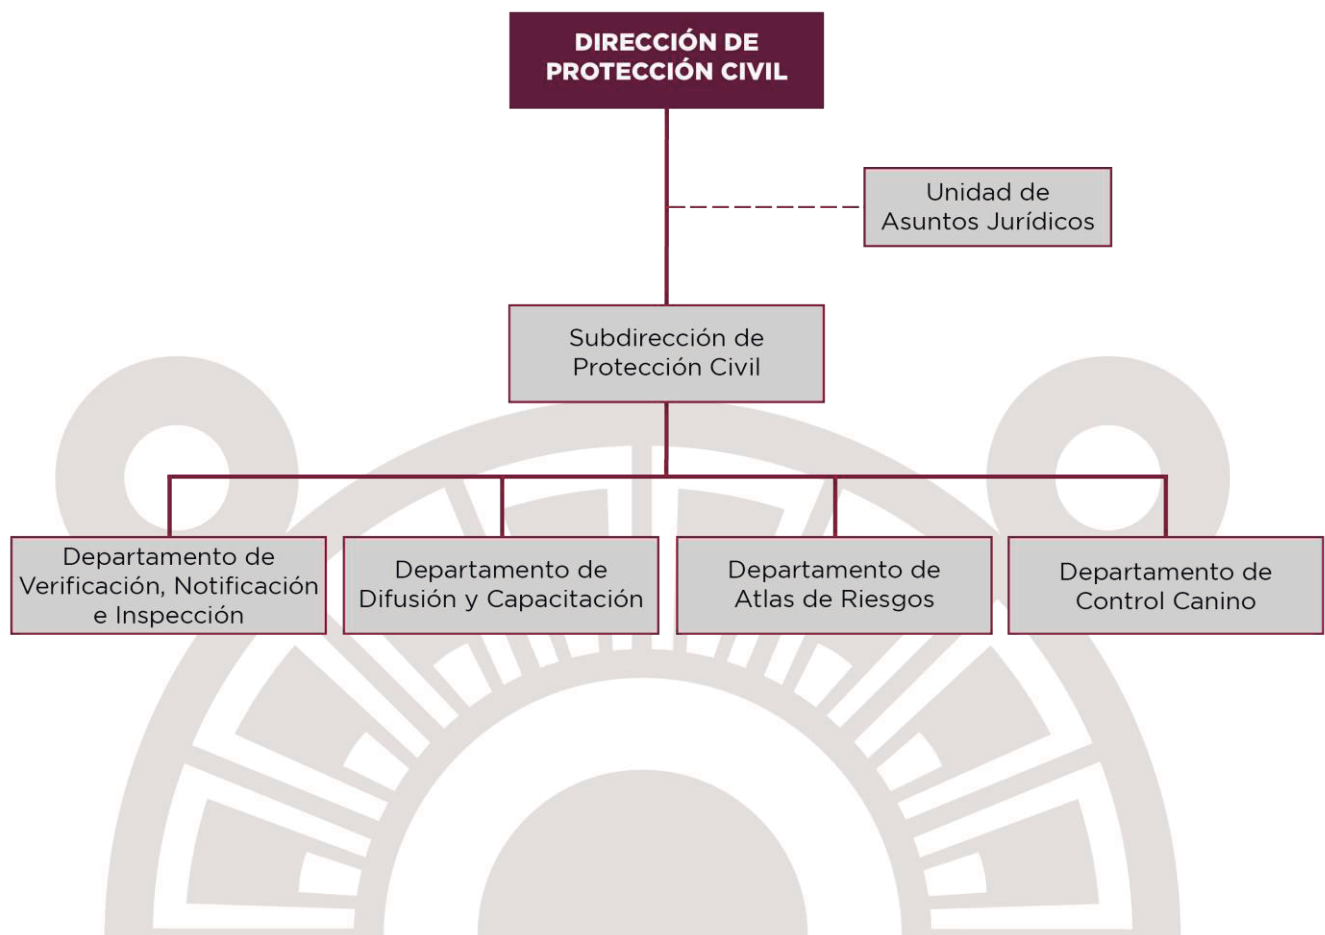 DIRECCIÓN DE
PROTECCIÓN CIVIL
Unidad de
Asuntos Jurídicos
Subdirección de
Protección Civil
Departamento de
Verificación, Notificación
e Inspección
Departamento de
Difusión y Capacitación
Departamento de
Atlas de Riesgos
Departamento de
Control Canino